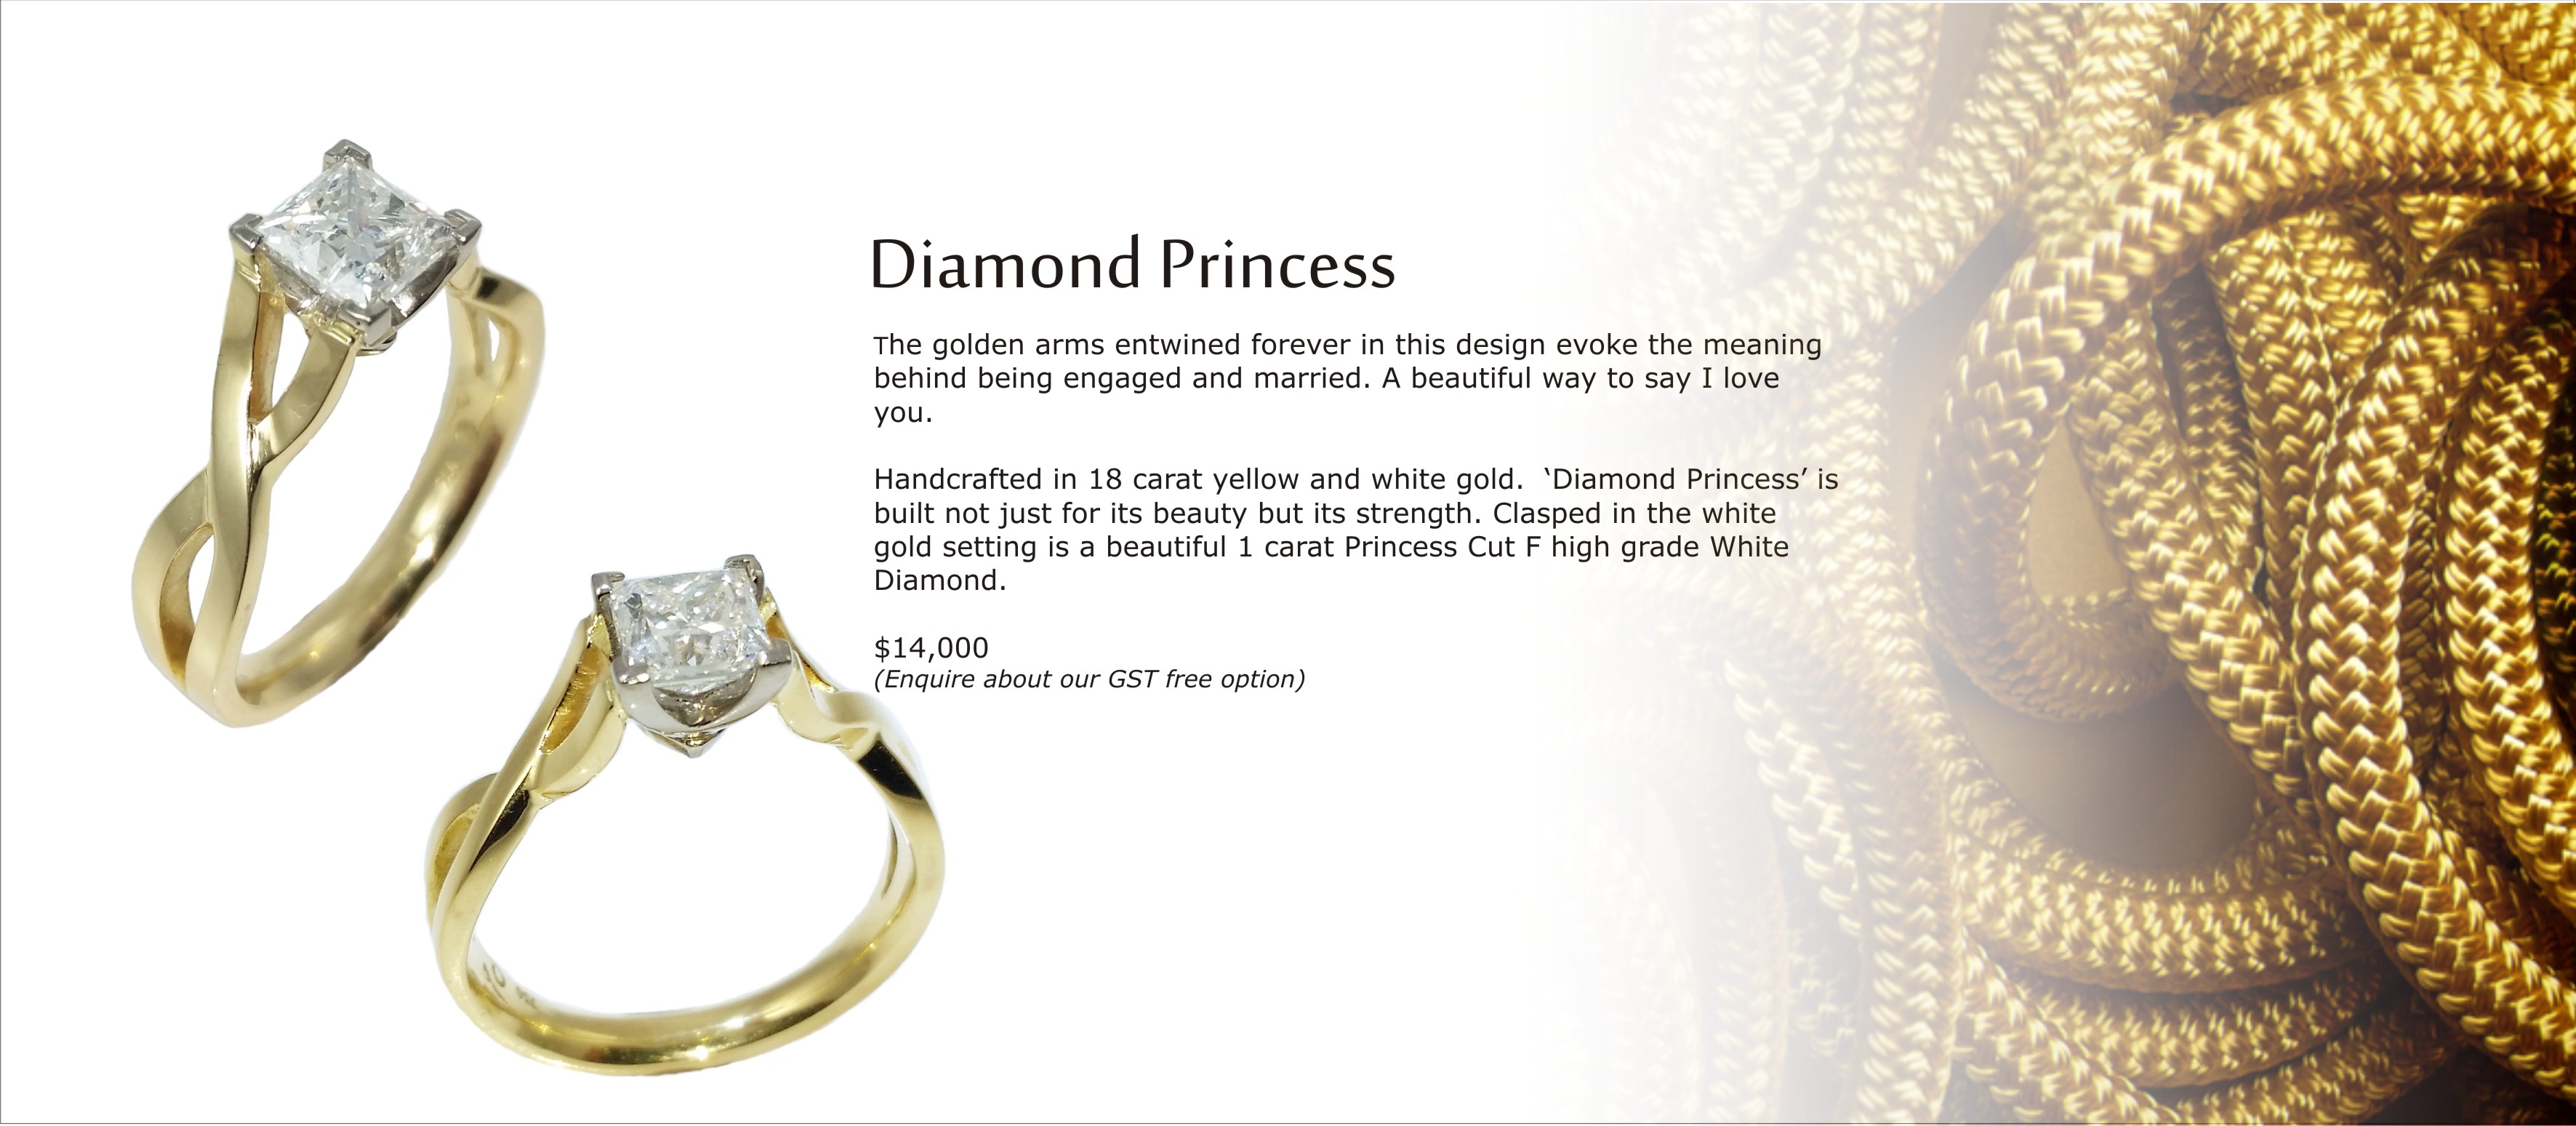 Diamond Princess
The golden arms entwined forever in this design evoke the meaning
behind being engaged and married. A beautiful way to say I love
you.
Handcrafted in 18 carat yellow and white gold.  ‘Diamond Princess’ is
built not just for its beauty but its strength. Clasped in the white
gold setting is a beautiful 1 carat Princess Cut F high grade White
Diamond.
$14,000
(Enquire about our GST free option)